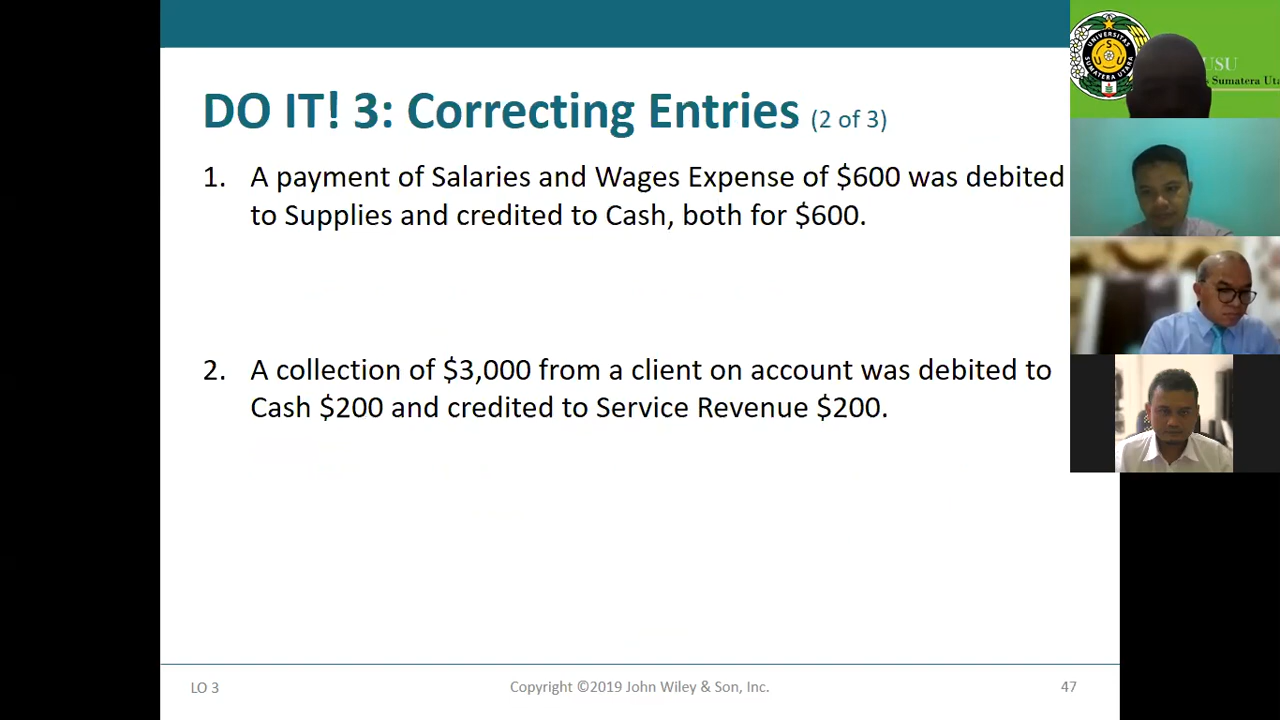 DO IT! 3: Correcting Entries (2 of 3)
1. A payment of Salaries and Wages Expense of $600 was debited
to Supplies and credited to Cash, both for $600.
2. A collection of $3,000 from a client on account was debited to
Cash $200 and credited to Service Revenue $200.
LO 3
Copyright ©2019 John Wiley & Son, Inc.
47
UNIVERSITAS
SUMATERA UTARA
USU
Sumatera Uta